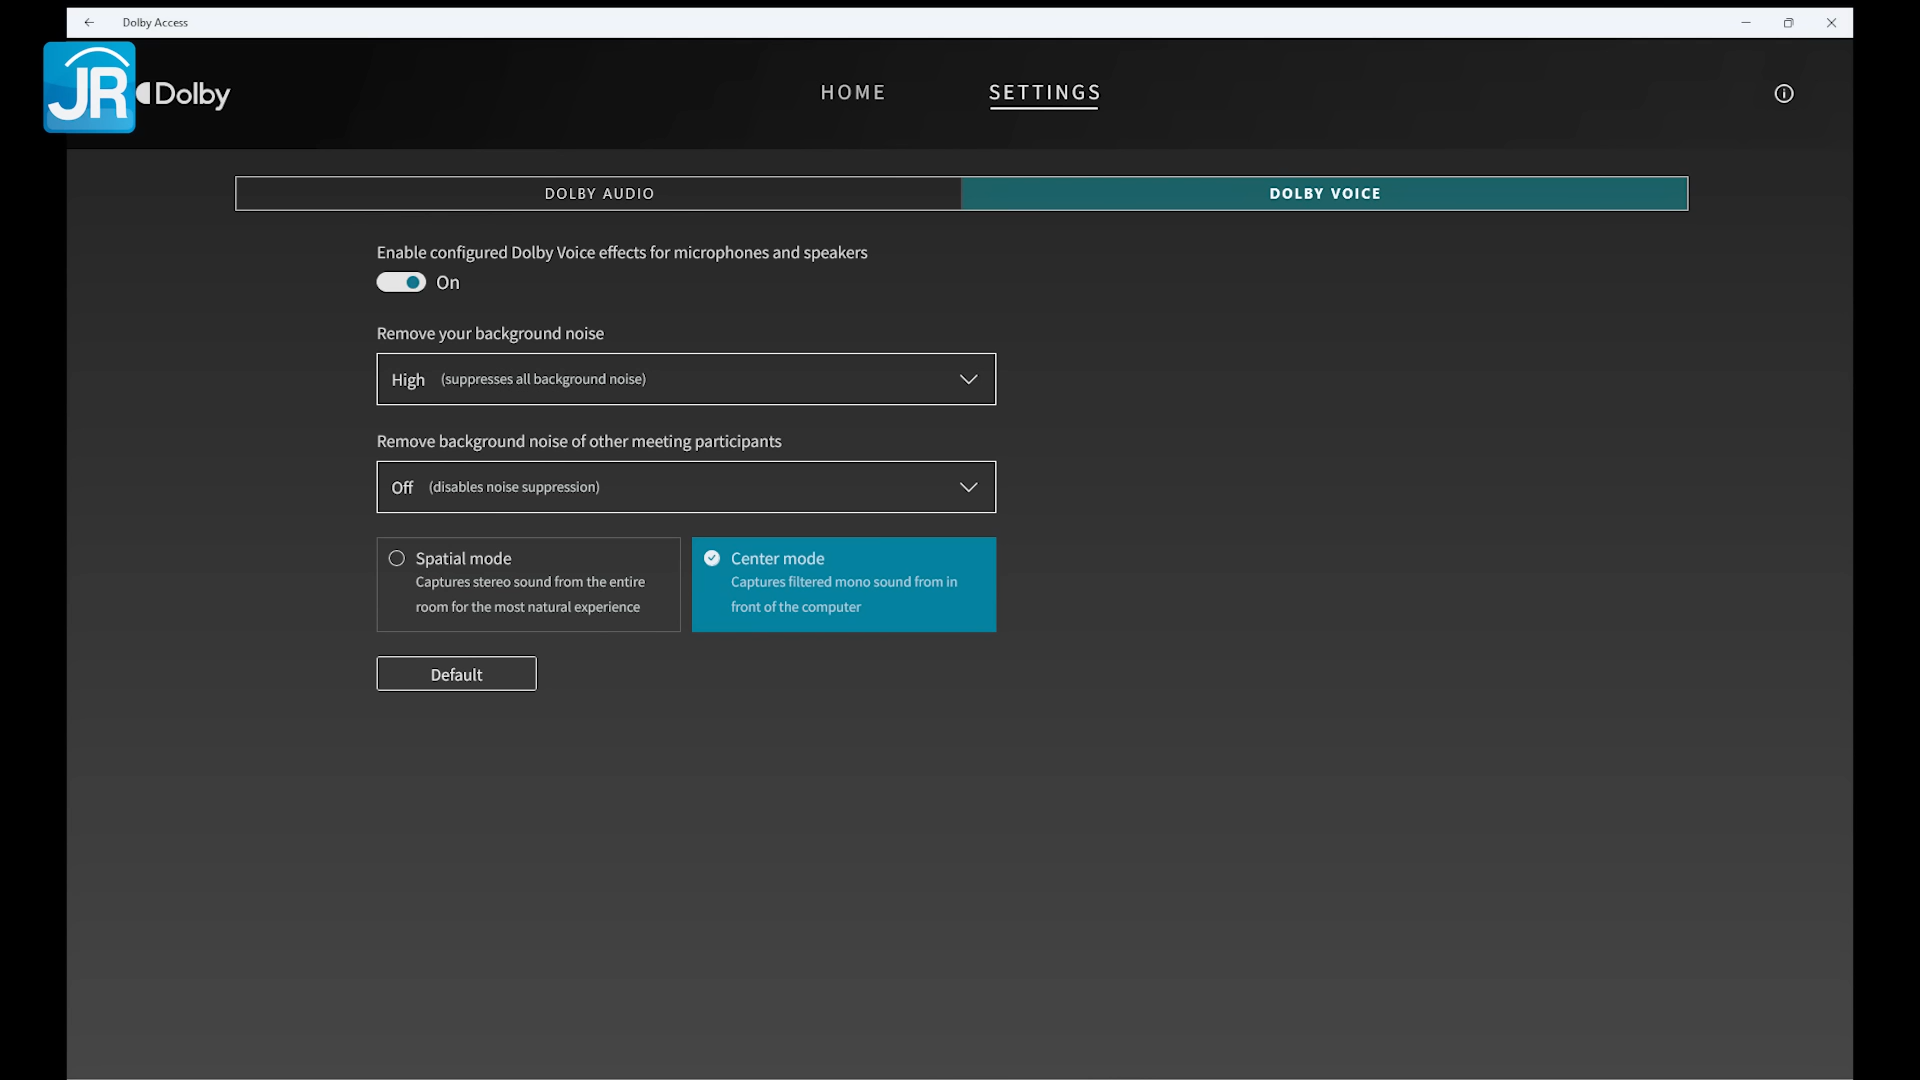 Dolby Access
JR
Dolby
HOME
SETTINGS
DOLBY AUDIO
DOLBY VOICE
Enable configured Dolby Voice effects for microphones and speakers
On
Remove your background noise
High (suppresses all background noise)
Remove background noise of other meeting participants
Off (disables noise suppression)
Spatial mode
Captures stereo sound from the entire
room for the most natural experience
Center mode
Captures filtered mono sound from in
front of the computer
Default